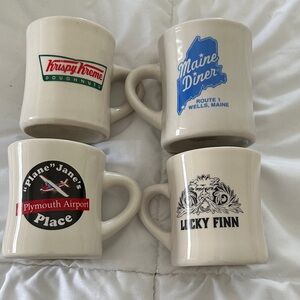 Krispy Kreme
DOUGHNUTS
Maine
Diner
ROUTE 1
WELLS, MAINE
"Plane" Jane's
Plymouth Airport
Place
LUCKY FINN